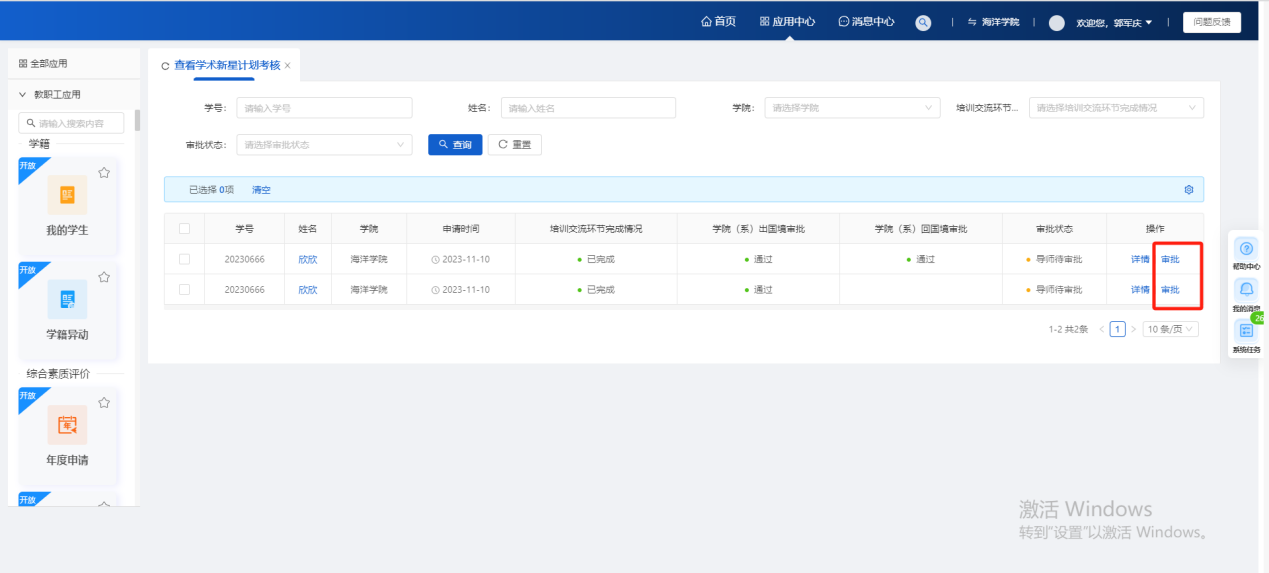 首页 应用中心 消息中心 海洋学院 欢迎您，郭军庆 问题反馈
全部应用
查看学术新星计划考核
教职工应用
学号： 请输入学号 姓名： 请输入姓名 学院： 请选择学院 培训交流环节... 请选择培训交流环节完成情况
请输入搜索内容
学籍
审批状态： 请选择审批状态 查询 重置
开放
已选择 0项 清空
我的学生
学号 姓名 学院 申请时间 培训交流环节完成情况 学院（系）出国境审批 学院（系）回国境审批 审批状态 操作
20230666 欣欣 海洋学院 2023-11-10 已完成 通过 通过 导师待审批 详情 审批
20230666 欣欣 海洋学院 2023-11-10 已完成 通过 导师待审批 详情 审批
开放
学籍异动
1-2 共2条 < 1 > 10 条/页
帮助中心
我的消息
26
系统任务
综合素质评价
开放
年度申请
开放
激活 Windows
转到"设置"以激活 Windows。